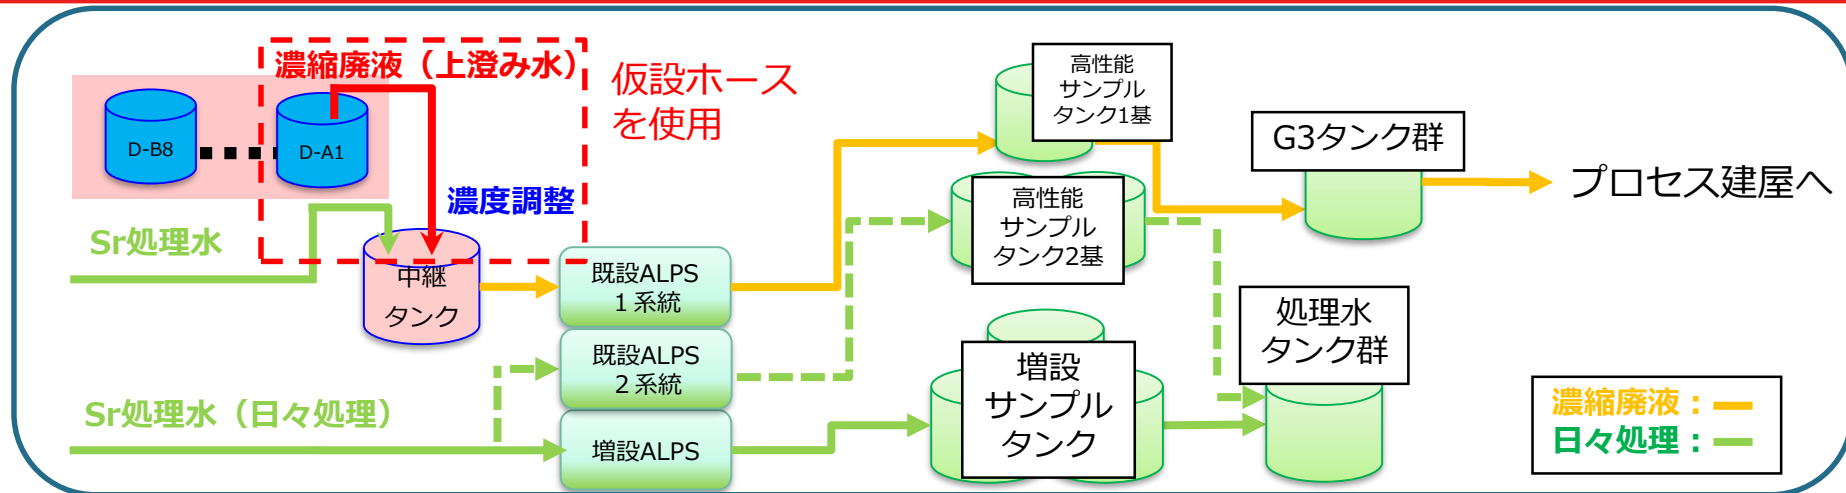 濃縮廃液（上澄み水）
仮設ホース
を使用
D-B8
D-A1
濃度調整
Sr処理水
中継
タンク
既設ALPS
１系統
既設ALPS
２系統
Sr処理水（日々処理）
増設ALPS
高性能
サンプル
タンク1基
高性能
サンプル
タンク2基
増設
サンプル
タンク
G3タンク群
プロセス建屋へ
処理水
タンク群
濃縮廃液：
日々処理：